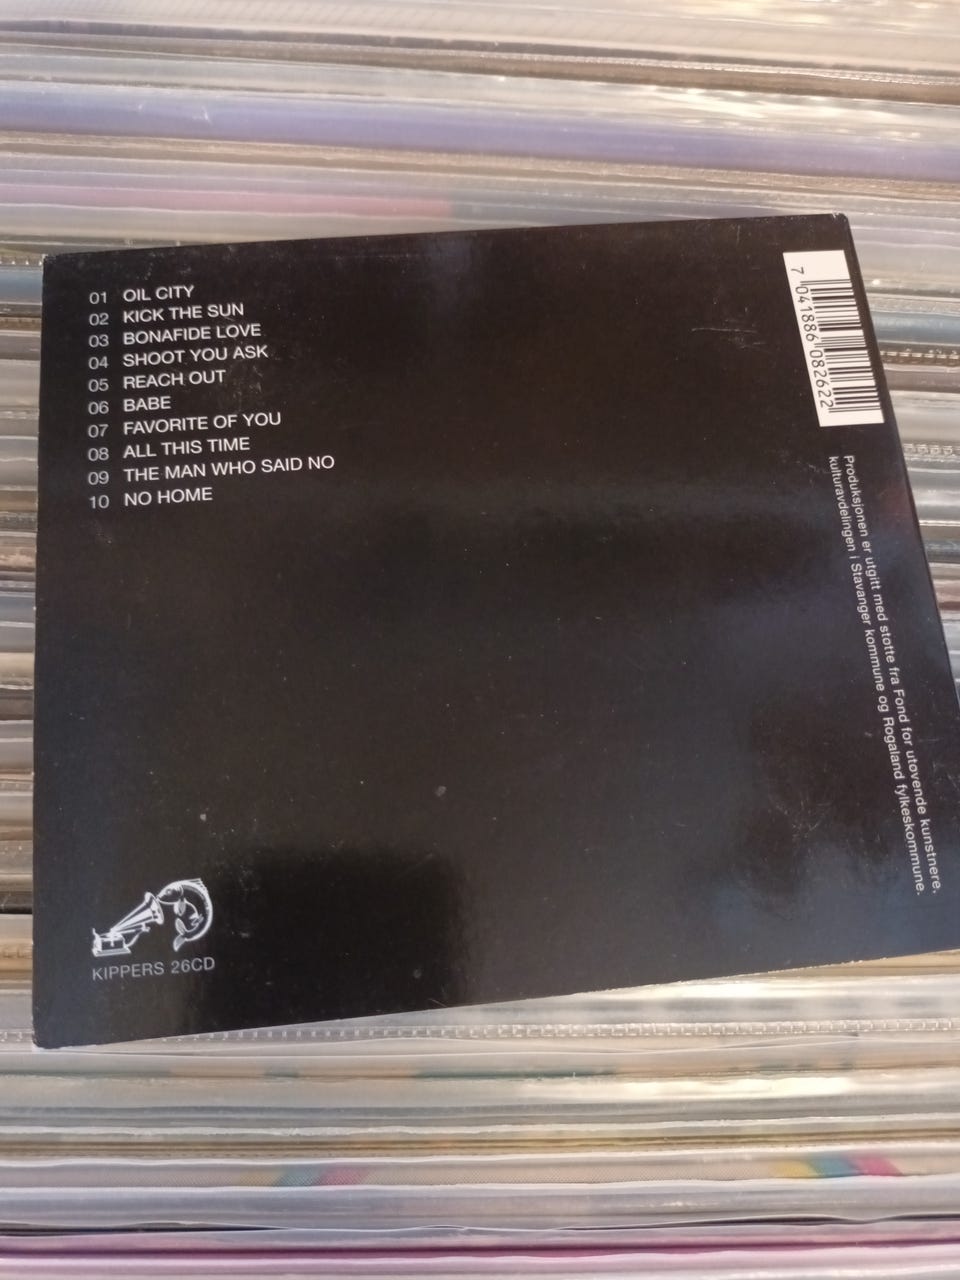 01 OIL CITY
02 KICK THE SUN
03 BONAFIDE LOVE
04 SHOOT YOU ASK
05 REACH OUT
06 BABE
07 FAVORITE OF YOU
08 ALL THIS TIME
09 THE MAN WHO SAID NO
10 NO HOME
7 041886 082622
Produksjonen er utgitt med støtte fra Fond for utøvende kunstnere,
kulturavdelingen i Stavanger kommune og Rogaland fylkeskommune.
KIPPERS 26CD